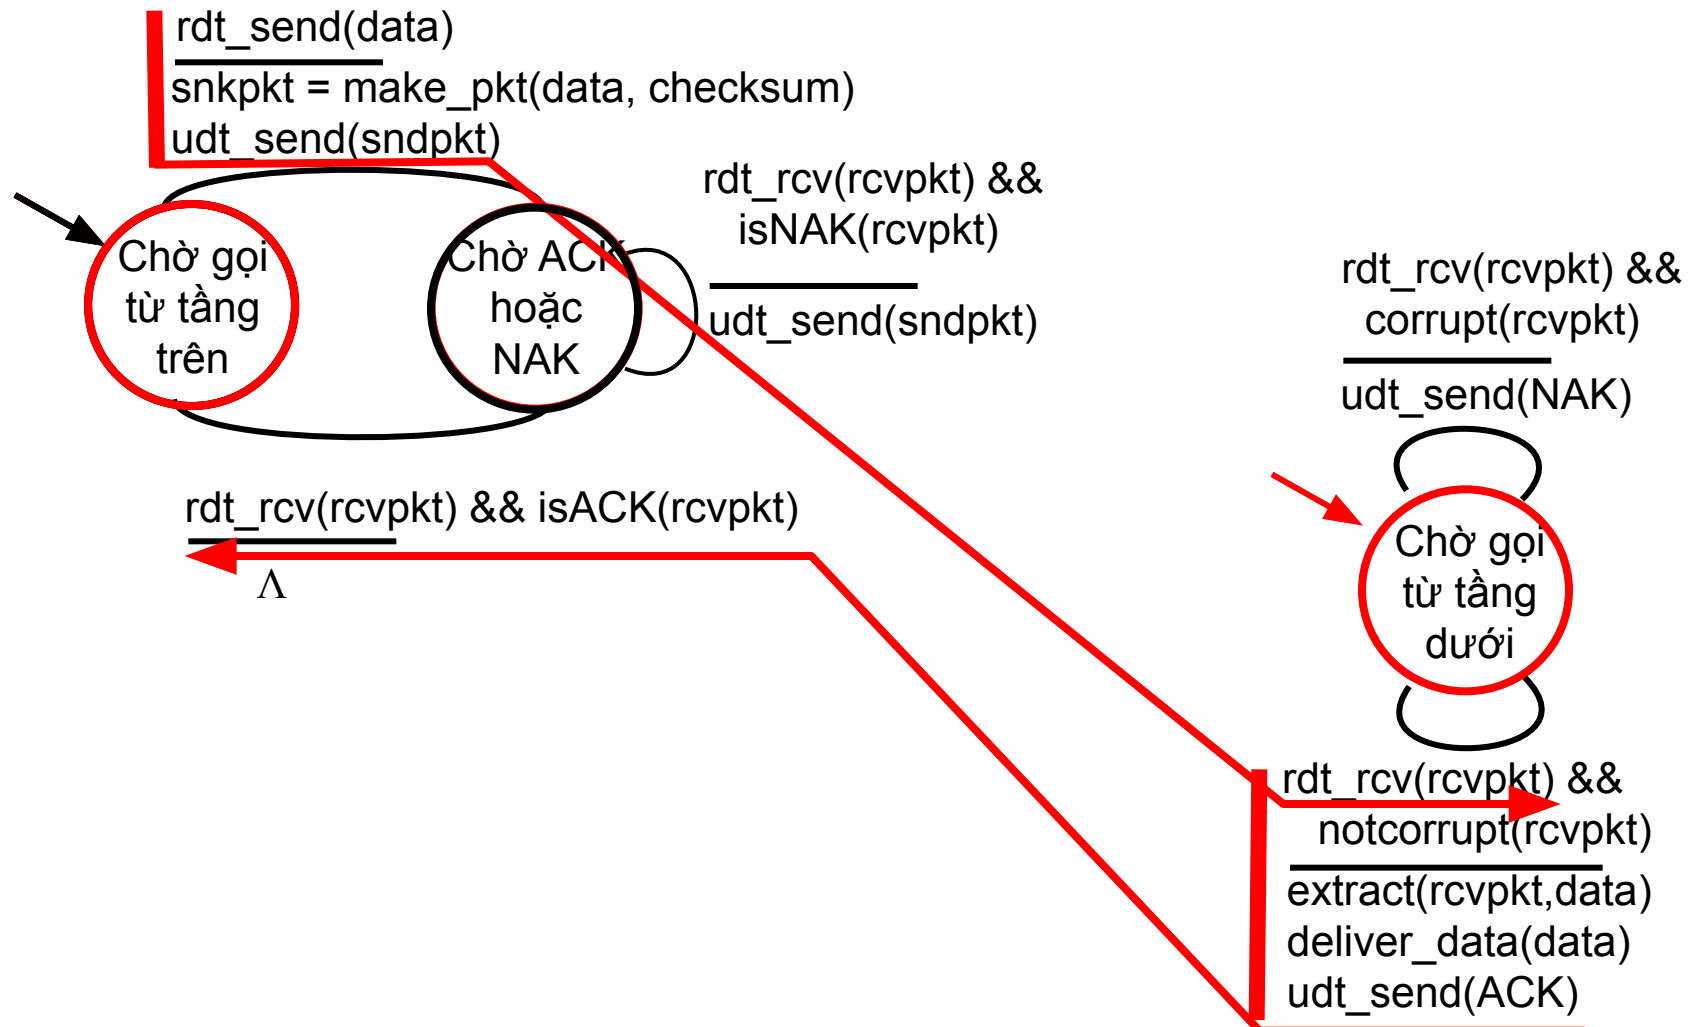 rdt_send(data)
snkpkt = make_pkt(data, checksum)
udt_send(sndpkt)
rdt_rcv(rcvpkt) &&
isNAK(rcvpkt)
udt_send(sndpkt)
Chờ gọi
từ tầng
trên
Chờ ACK
hoặc
NAK
rdt_rcv(rcvpkt) && isACK(rcvpkt)
Λ
rdt_rcv(rcvpkt) &&
corrupt(rcvpkt)
udt_send(NAK)
Chờ gọi
từ tầng
dưới
rdt_rcv(rcvpkt) &&
notcorrupt(rcvpkt)
extract(rcvpkt,data)
deliver_data(data)
udt_send(ACK)